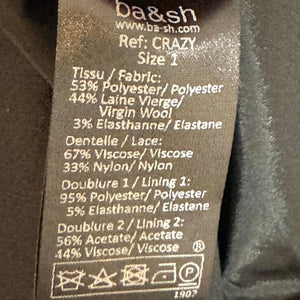 ba&sh
www.ba-sh.com
Ref: CRAZY
Size 1
Tissu / Fabric:
53% Polyester/ Polyester
44% Laine Vierge/
Virgin Wool
3% Elasthanne/ Elastane
Dentelle / Lace:
67% Viscose/ Viscose
33% Nylon/ Nylon
Doublure 1 / Lining 1:
95% Polyester/ Polyester
5% Elasthanne/ Elastane
Doublure 2 / Lining 2:
56% Acetate/ Acetate
44% Viscose/ Viscose
®
P
1907